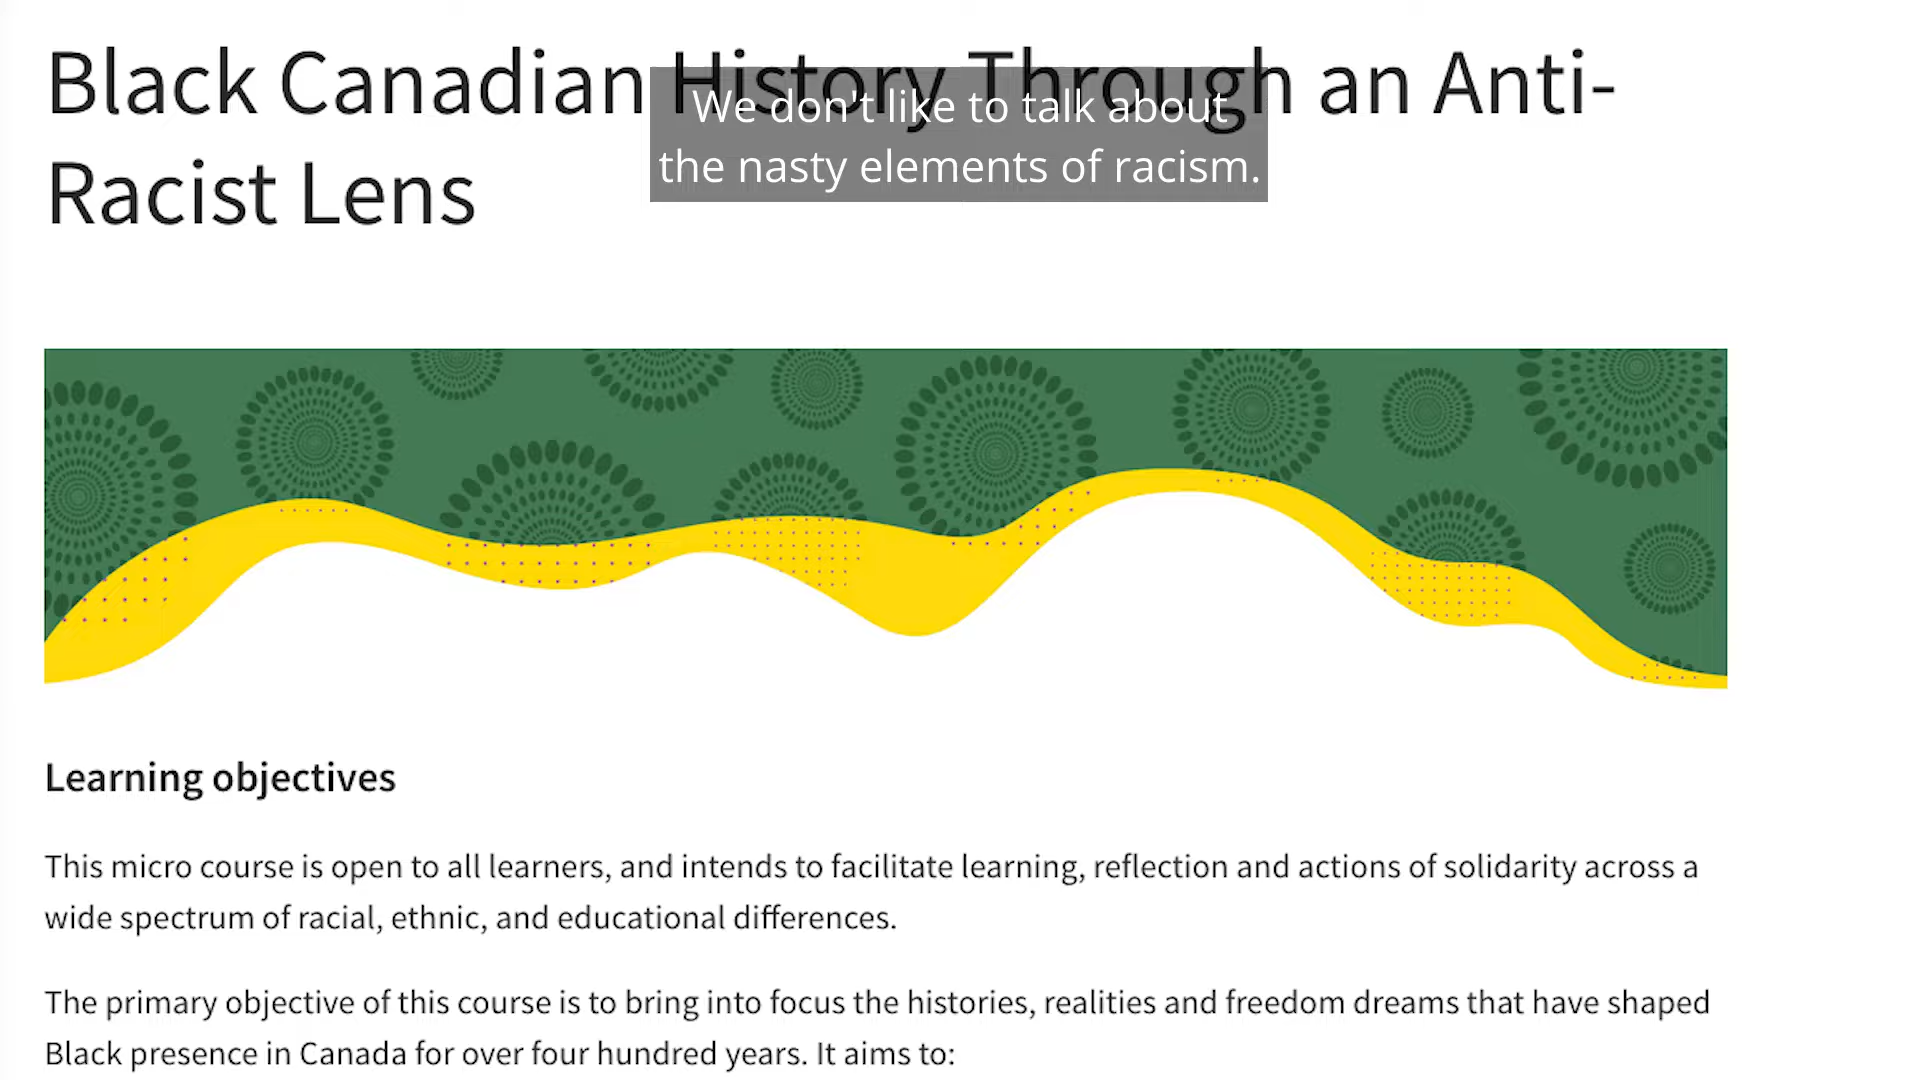 Black Canadian History Through an Anti-
Racist Lens
We don't like to talk about
the nasty elements of racism.
Learning objectives
This micro course is open to all learners, and intends to facilitate learning, reflection and actions of solidarity across a
wide spectrum of racial, ethnic, and educational differences.
The primary objective of this course is to bring into focus the histories, realities and freedom dreams that have shaped
Black presence in Canada for over four hundred years. It aims to: